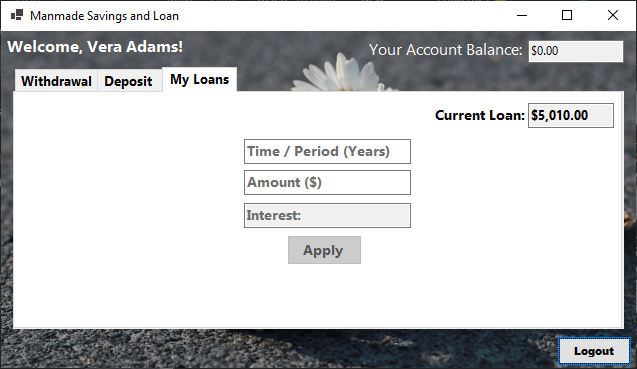 Manmade Savings and Loan
Welcome, Vera Adams!
Your Account Balance: $0.00
Withdrawal Deposit My Loans
Current Loan: $5,010.00
Time / Period (Years)
Amount ($)
Interest:
Apply
Logout